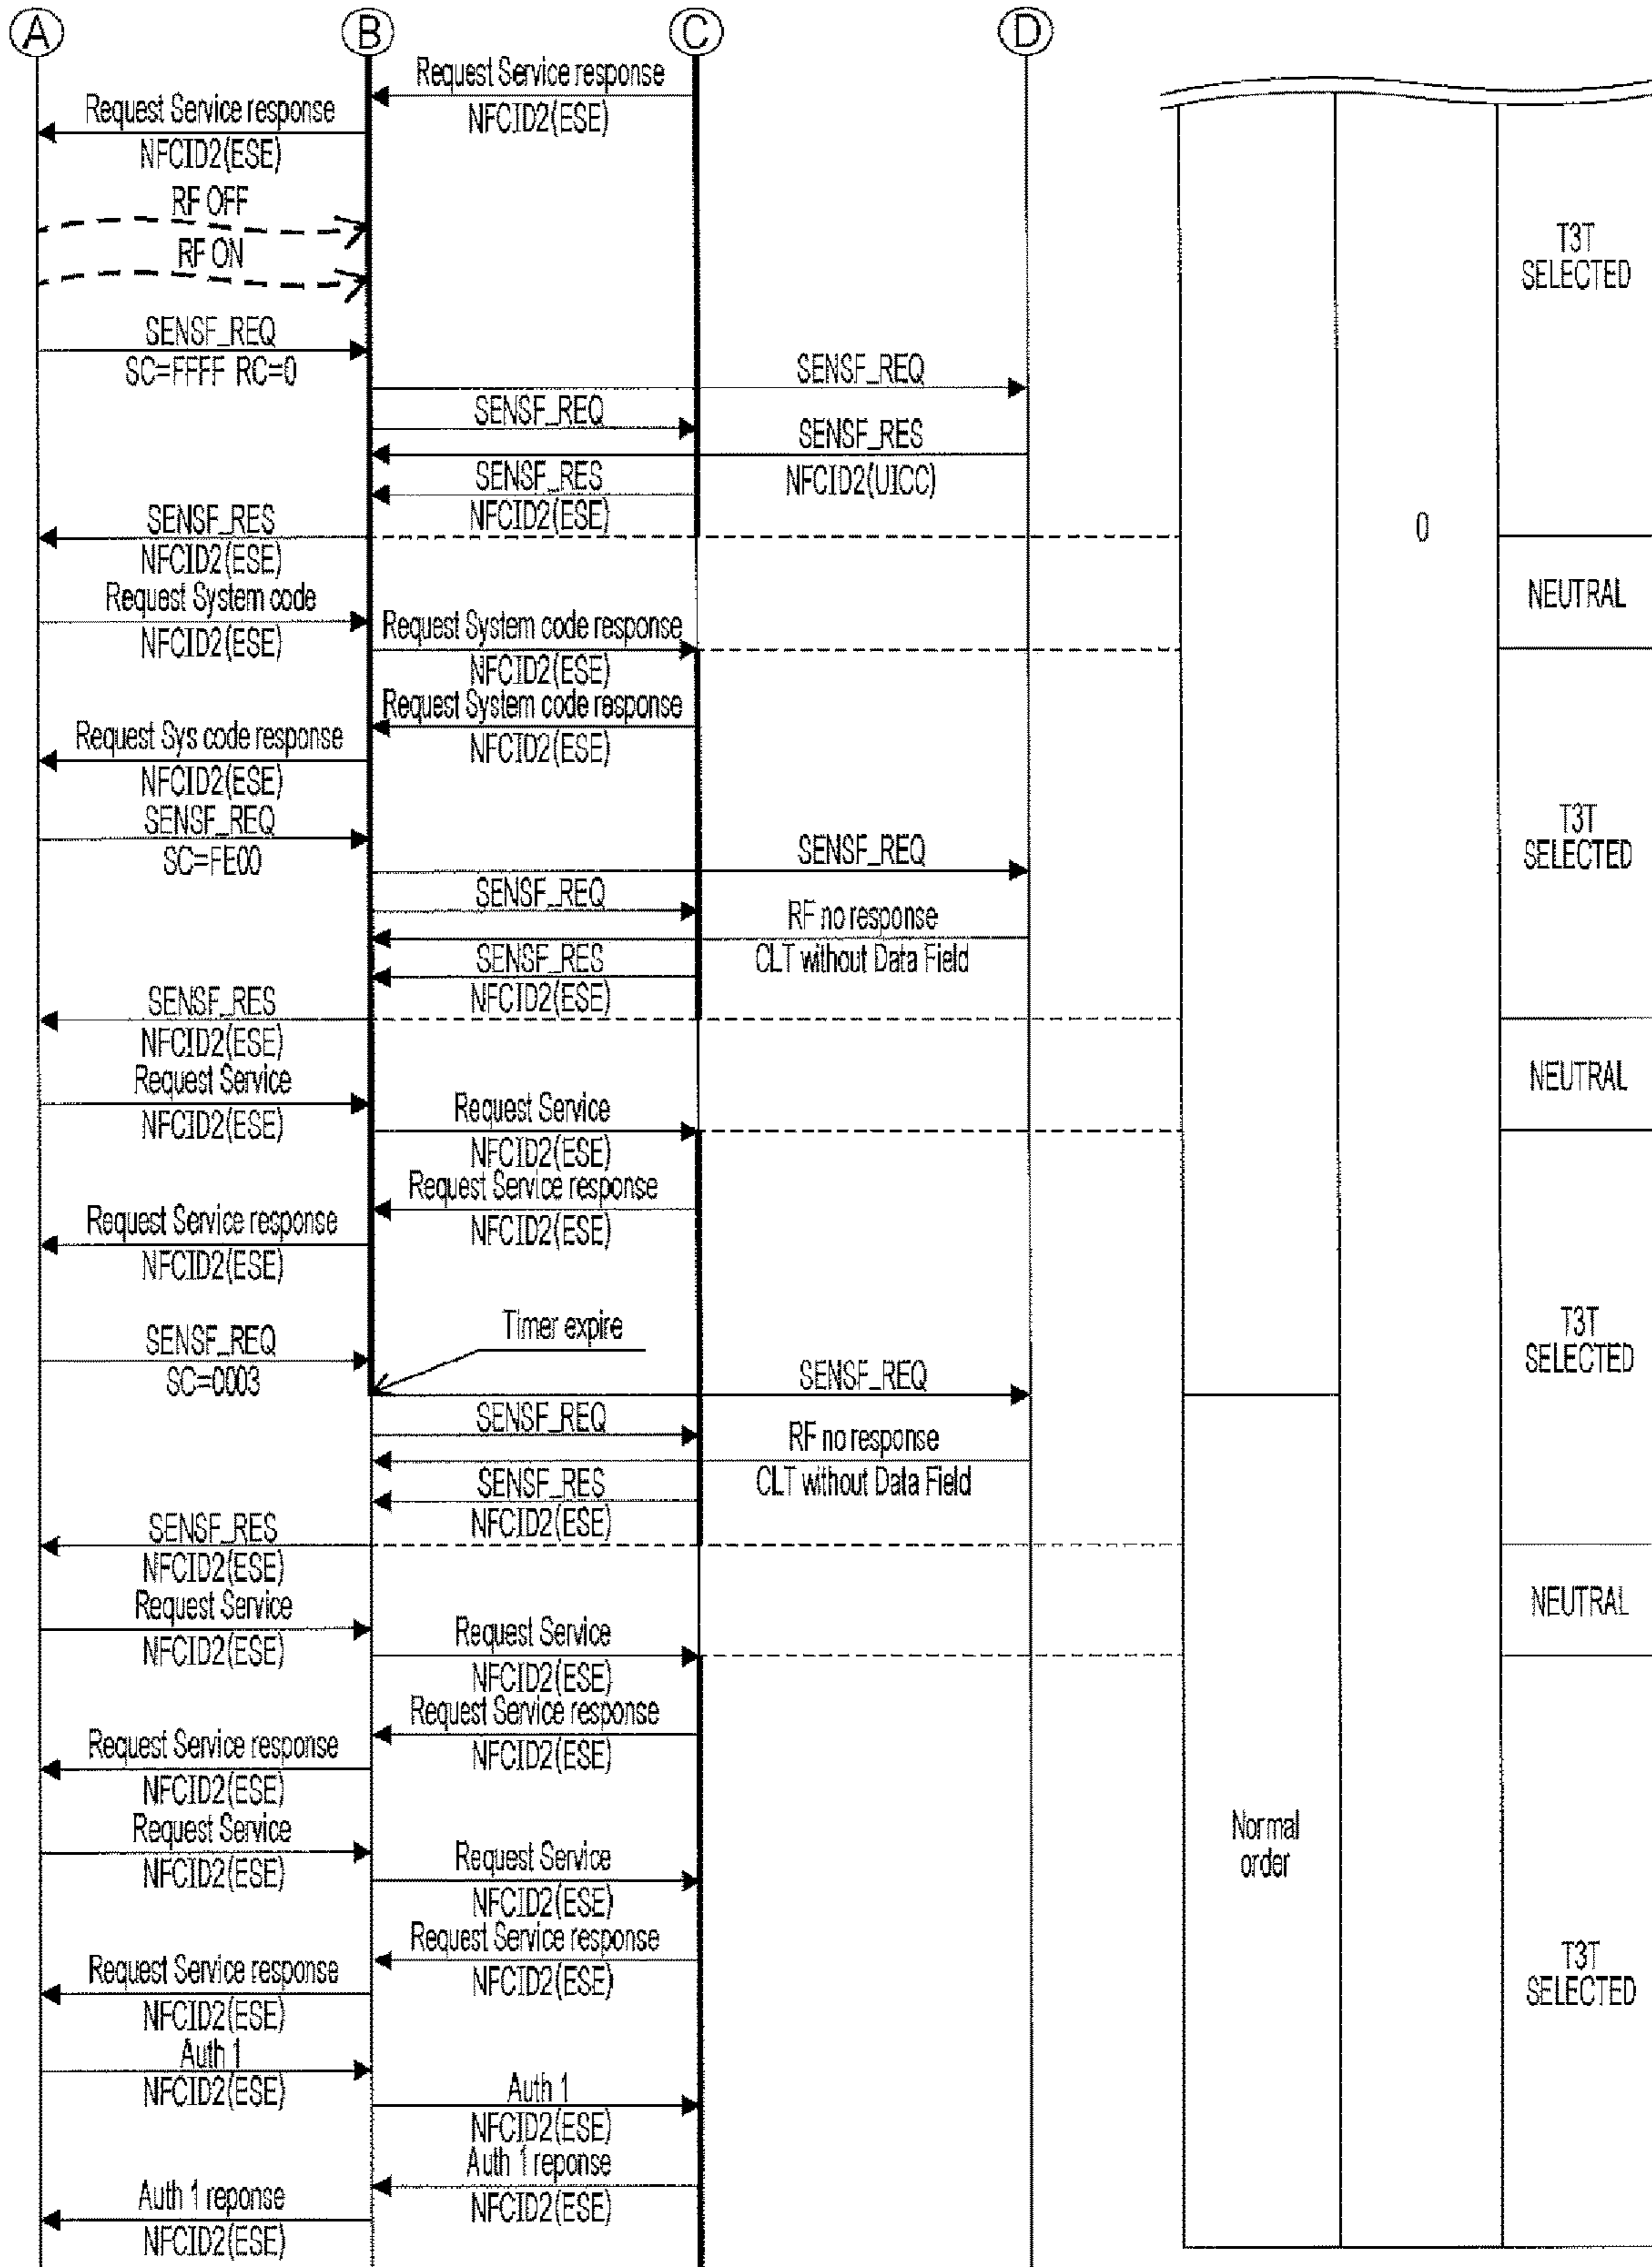 A
B
C
D
Request Service response
NFCID2(ESE)
Request Service response
NFCID2(ESE)
RF OFF
RF ON
SENSF_REQ
SC=FFFF RC=0
SENSF_REQ
SENSF_REQ
SENSF_RES
NFCID2(UICC)
SENSF_RES
NFCID2(ESE)
SENSF_RES
NFCID2(ESE)
Request System code
NFCID2(ESE)
Request System code response
NFCID2(ESE)
Request System code response
NFCID2(ESE)
Request Sys code response
NFCID2(ESE)
SENSF_REQ
SC=FE00
SENSF_REQ
SENSF_REQ
RF no response
CLT without Data Field
SENSF_RES
NFCID2(ESE)
SENSF_RES
NFCID2(ESE)
Request Service
NFCID2(ESE)
Request Service
NFCID2(ESE)
Request Service response
NFCID2(ESE)
Request Service response
NFCID2(ESE)
Timer expire
SENSF_REQ
SC=0003
SENSF_REQ
SENSF_REQ
RF no response
CLT without Data Field
SENSF_RES
NFCID2(ESE)
SENSF_RES
NFCID2(ESE)
Request Service
NFCID2(ESE)
Request Service
NFCID2(ESE)
Request Service response
NFCID2(ESE)
Request Service response
NFCID2(ESE)
Request Service
NFCID2(ESE)
Request Service
NFCID2(ESE)
Request Service response
NFCID2(ESE)
Request Service response
NFCID2(ESE)
Auth 1
NFCID2(ESE)
Auth 1
NFCID2(ESE)
Auth 1 reponse
NFCID2(ESE)
Auth 1 reponse
NFCID2(ESE)
Normal
order
0
T3T
SELECTED
NEUTRAL
T3T
SELECTED
NEUTRAL
T3T
SELECTED
NEUTRAL
T3T
SELECTED